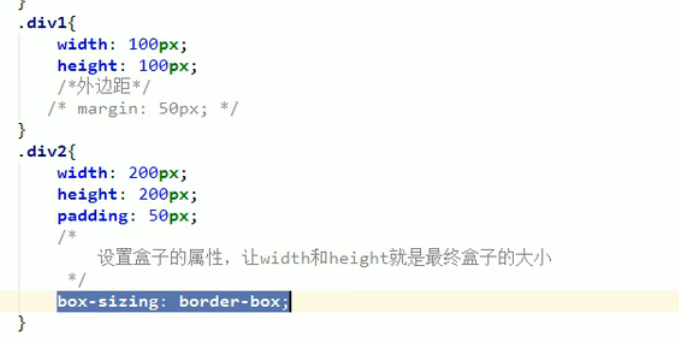 }
.div1{
width: 100px;
height: 100px;
/*外边距*/
/* margin: 50px; */
}
.div2{
width: 200px;
height: 200px;
padding: 50px;
/*
设置盒子的属性，让width和height就是最终盒子的大小
*/
box-sizing: border-box;
}